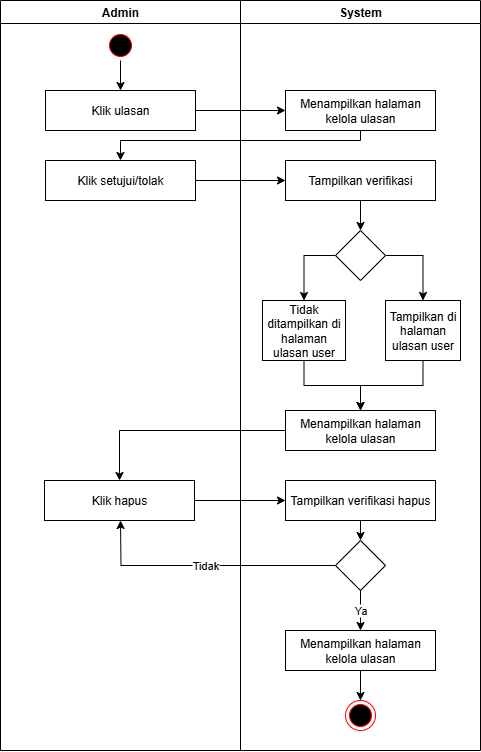 Admin
System
Klik ulasan
Menampilkan halaman
kelola ulasan
Klik setujui/tolak
Tampilkan verifikasi
Tidak
ditampilkan di
halaman
ulasan user
Tampilkan di
halaman
ulasan user
Menampilkan halaman
kelola ulasan
Klik hapus
Tampilkan verifikasi hapus
Tidak
Ya
Menampilkan halaman
kelola ulasan